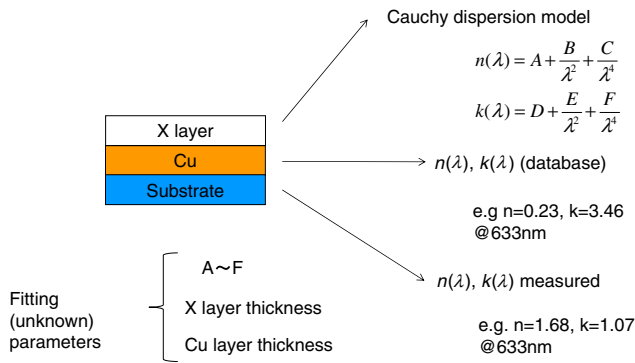 Cauchy dispersion model
n(λ) = A + B/λ² + C/λ⁴
k(λ) = D + E/λ² + F/λ⁴
X layer
Cu
Substrate
n(λ), k(λ) (database)
e.g n=0.23, k=3.46
@633nm
n(λ), k(λ) measured
e.g. n=1.68, k=1.07
@633nm
Fitting
(unknown)
parameters
A～F
X layer thickness
Cu layer thickness